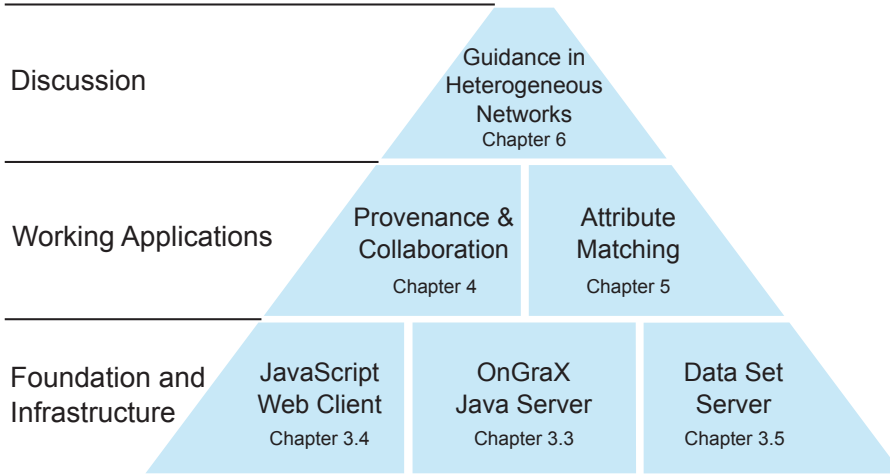 Discussion
Guidance in
Heterogeneous
Networks
Chapter 6
Working Applications
Provenance &
Collaboration
Chapter 4
Attribute
Matching
Chapter 5
Foundation and
Infrastructure
JavaScript
Web Client
Chapter 3.4
OnGraX
Java Server
Chapter 3.3
Data Set
Server
Chapter 3.5